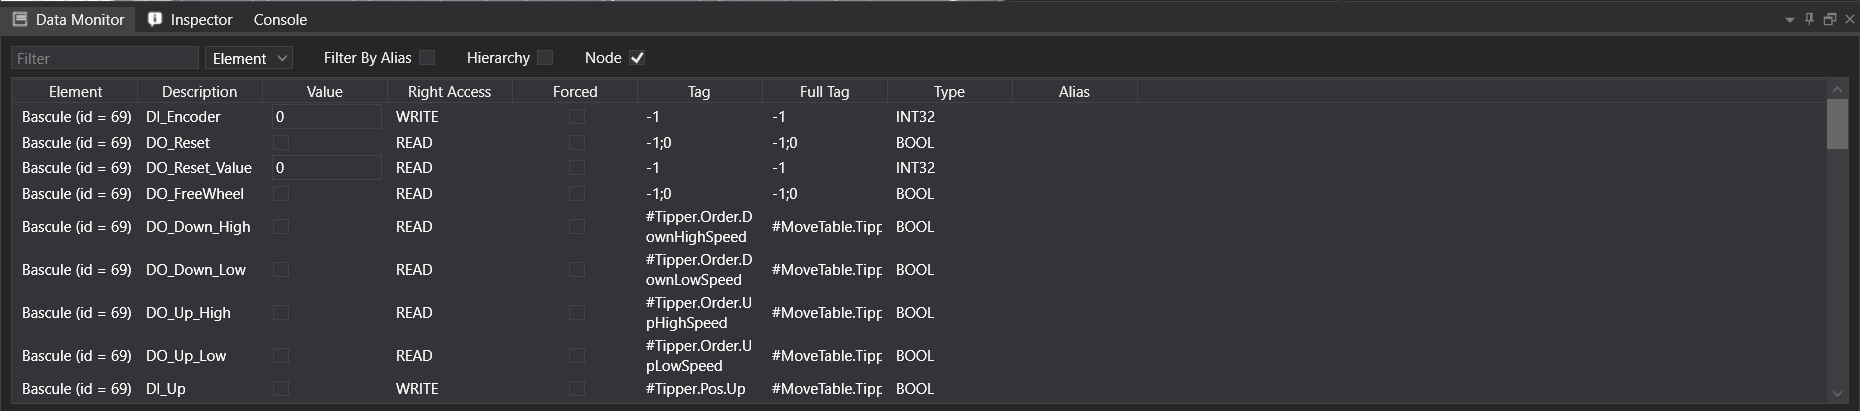 Data Monitor Inspector Console
Filter Element Filter By Alias Hierarchy Node
Element Description Value Right Access Forced Tag Full Tag Type Alias
Bascule (id = 69) DI_Encoder 0 WRITE -1 -1 INT32
Bascule (id = 69) DO_Reset READ -1;0 -1;0 BOOL
Bascule (id = 69) DO_Reset_Value 0 READ -1 -1 INT32
Bascule (id = 69) DO_FreeWheel READ -1;0 -1;0 BOOL
#Tipper.Order.D
Bascule (id = 69) DO_Down_High READ #MoveTable.Tipp BOOL
ownHighSpeed
#Tipper.Order.D
Bascule (id = 69) DO_Down_Low READ #MoveTable.Tipp BOOL
ownLowSpeed
#Tipper.Order.U
Bascule (id = 69) DO_Up_High READ #MoveTable.Tipp BOOL
pHighSpeed
#Tipper.Order.U
Bascule (id = 69) DO_Up_Low READ #MoveTable.Tipp BOOL
pLowSpeed
Bascule (id = 69) DI_Up WRITE #Tipper.Pos.Up #MoveTable.Tipp BOOL